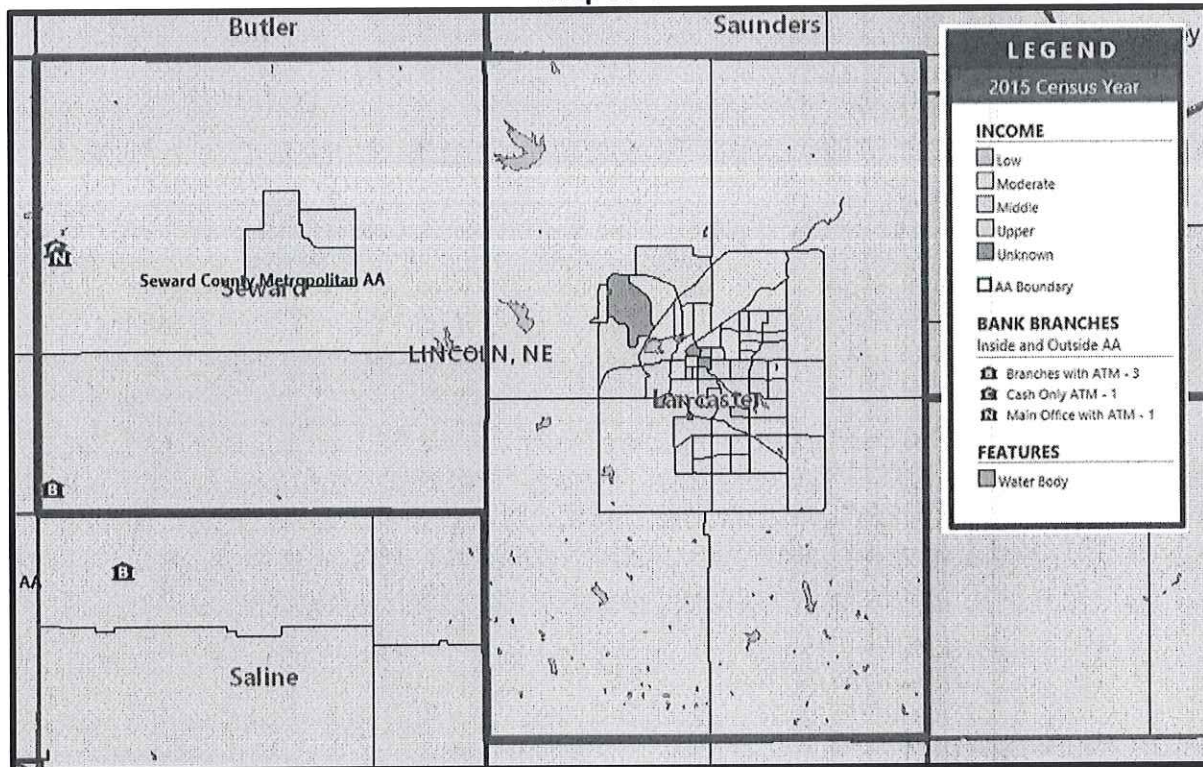 Butler
Saunders
ey
Seward County Metropolitan AA
Seward
LINCOLN, NE
Lancaster
AA
Saline
B
B
N
LEGEND
2015 Census Year
INCOME
Low
Moderate
Middle
Upper
Unknown
AA Boundary
BANK BRANCHES
Inside and Outside AA
B Branches with ATM - 3
C Cash Only ATM - 1
N Main Office with ATM - 1
FEATURES
Water Body